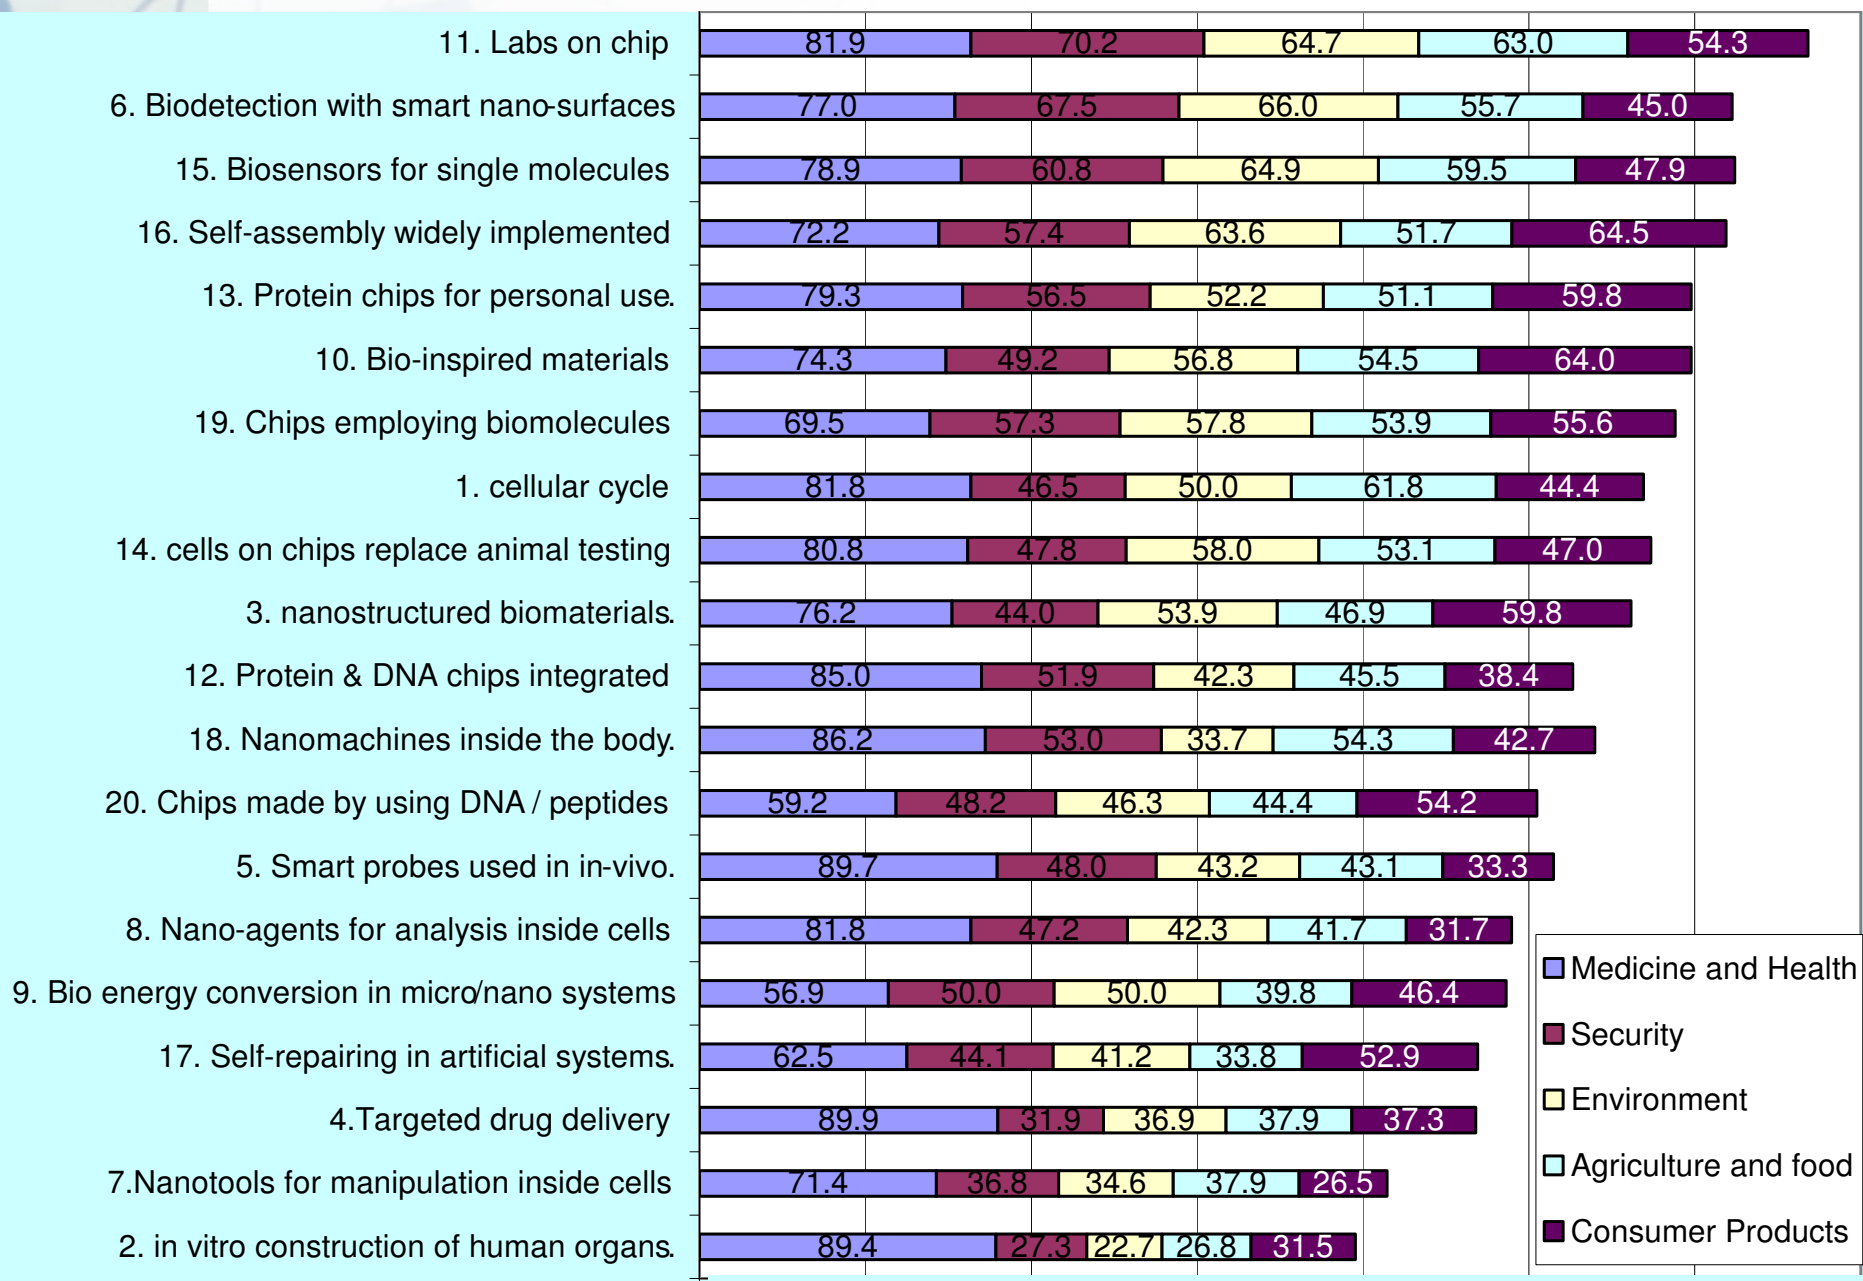 11. Labs on chip 81.9 70.2 64.7 63.0 54.3
6. Biodetection with smart nano-surfaces 77.0 67.5 66.0 55.7 45.0
15. Biosensors for single molecules 78.9 60.8 64.9 59.5 47.9
16. Self-assembly widely implemented 72.2 57.4 63.6 51.7 64.5
13. Protein chips for personal use. 79.3 56.5 52.2 51.1 59.8
10. Bio-inspired materials 74.3 49.2 56.8 54.5 64.0
19. Chips employing biomolecules 69.5 57.3 57.8 53.9 55.6
1. cellular cycle 81.8 46.5 50.0 61.8 44.4
14. cells on chips replace animal testing 80.8 47.8 58.0 53.1 47.0
3. nanostructured biomaterials. 76.2 44.0 53.9 46.9 59.8
12. Protein & DNA chips integrated 85.0 51.9 42.3 45.5 38.4
18. Nanomachines inside the body. 86.2 53.0 33.7 54.3 42.7
20. Chips made by using DNA / peptides 59.2 48.2 46.3 44.4 54.2
5. Smart probes used in in-vivo. 89.7 48.0 43.2 43.1 33.3
8. Nano-agents for analysis inside cells 81.8 47.2 42.3 41.7 31.7
9. Bio energy conversion in micro/nano systems 56.9 50.0 50.0 39.8 46.4
17. Self-repairing in artificial systems. 62.5 44.1 41.2 33.8 52.9
4.Targeted drug delivery 89.9 31.9 36.9 37.9 37.3
7.Nanotools for manipulation inside cells 71.4 36.8 34.6 37.9 26.5
2. in vitro construction of human organs. 89.4 27.3 22.7 26.8 31.5
Medicine and Health
Security
Environment
Agriculture and food
Consumer Products